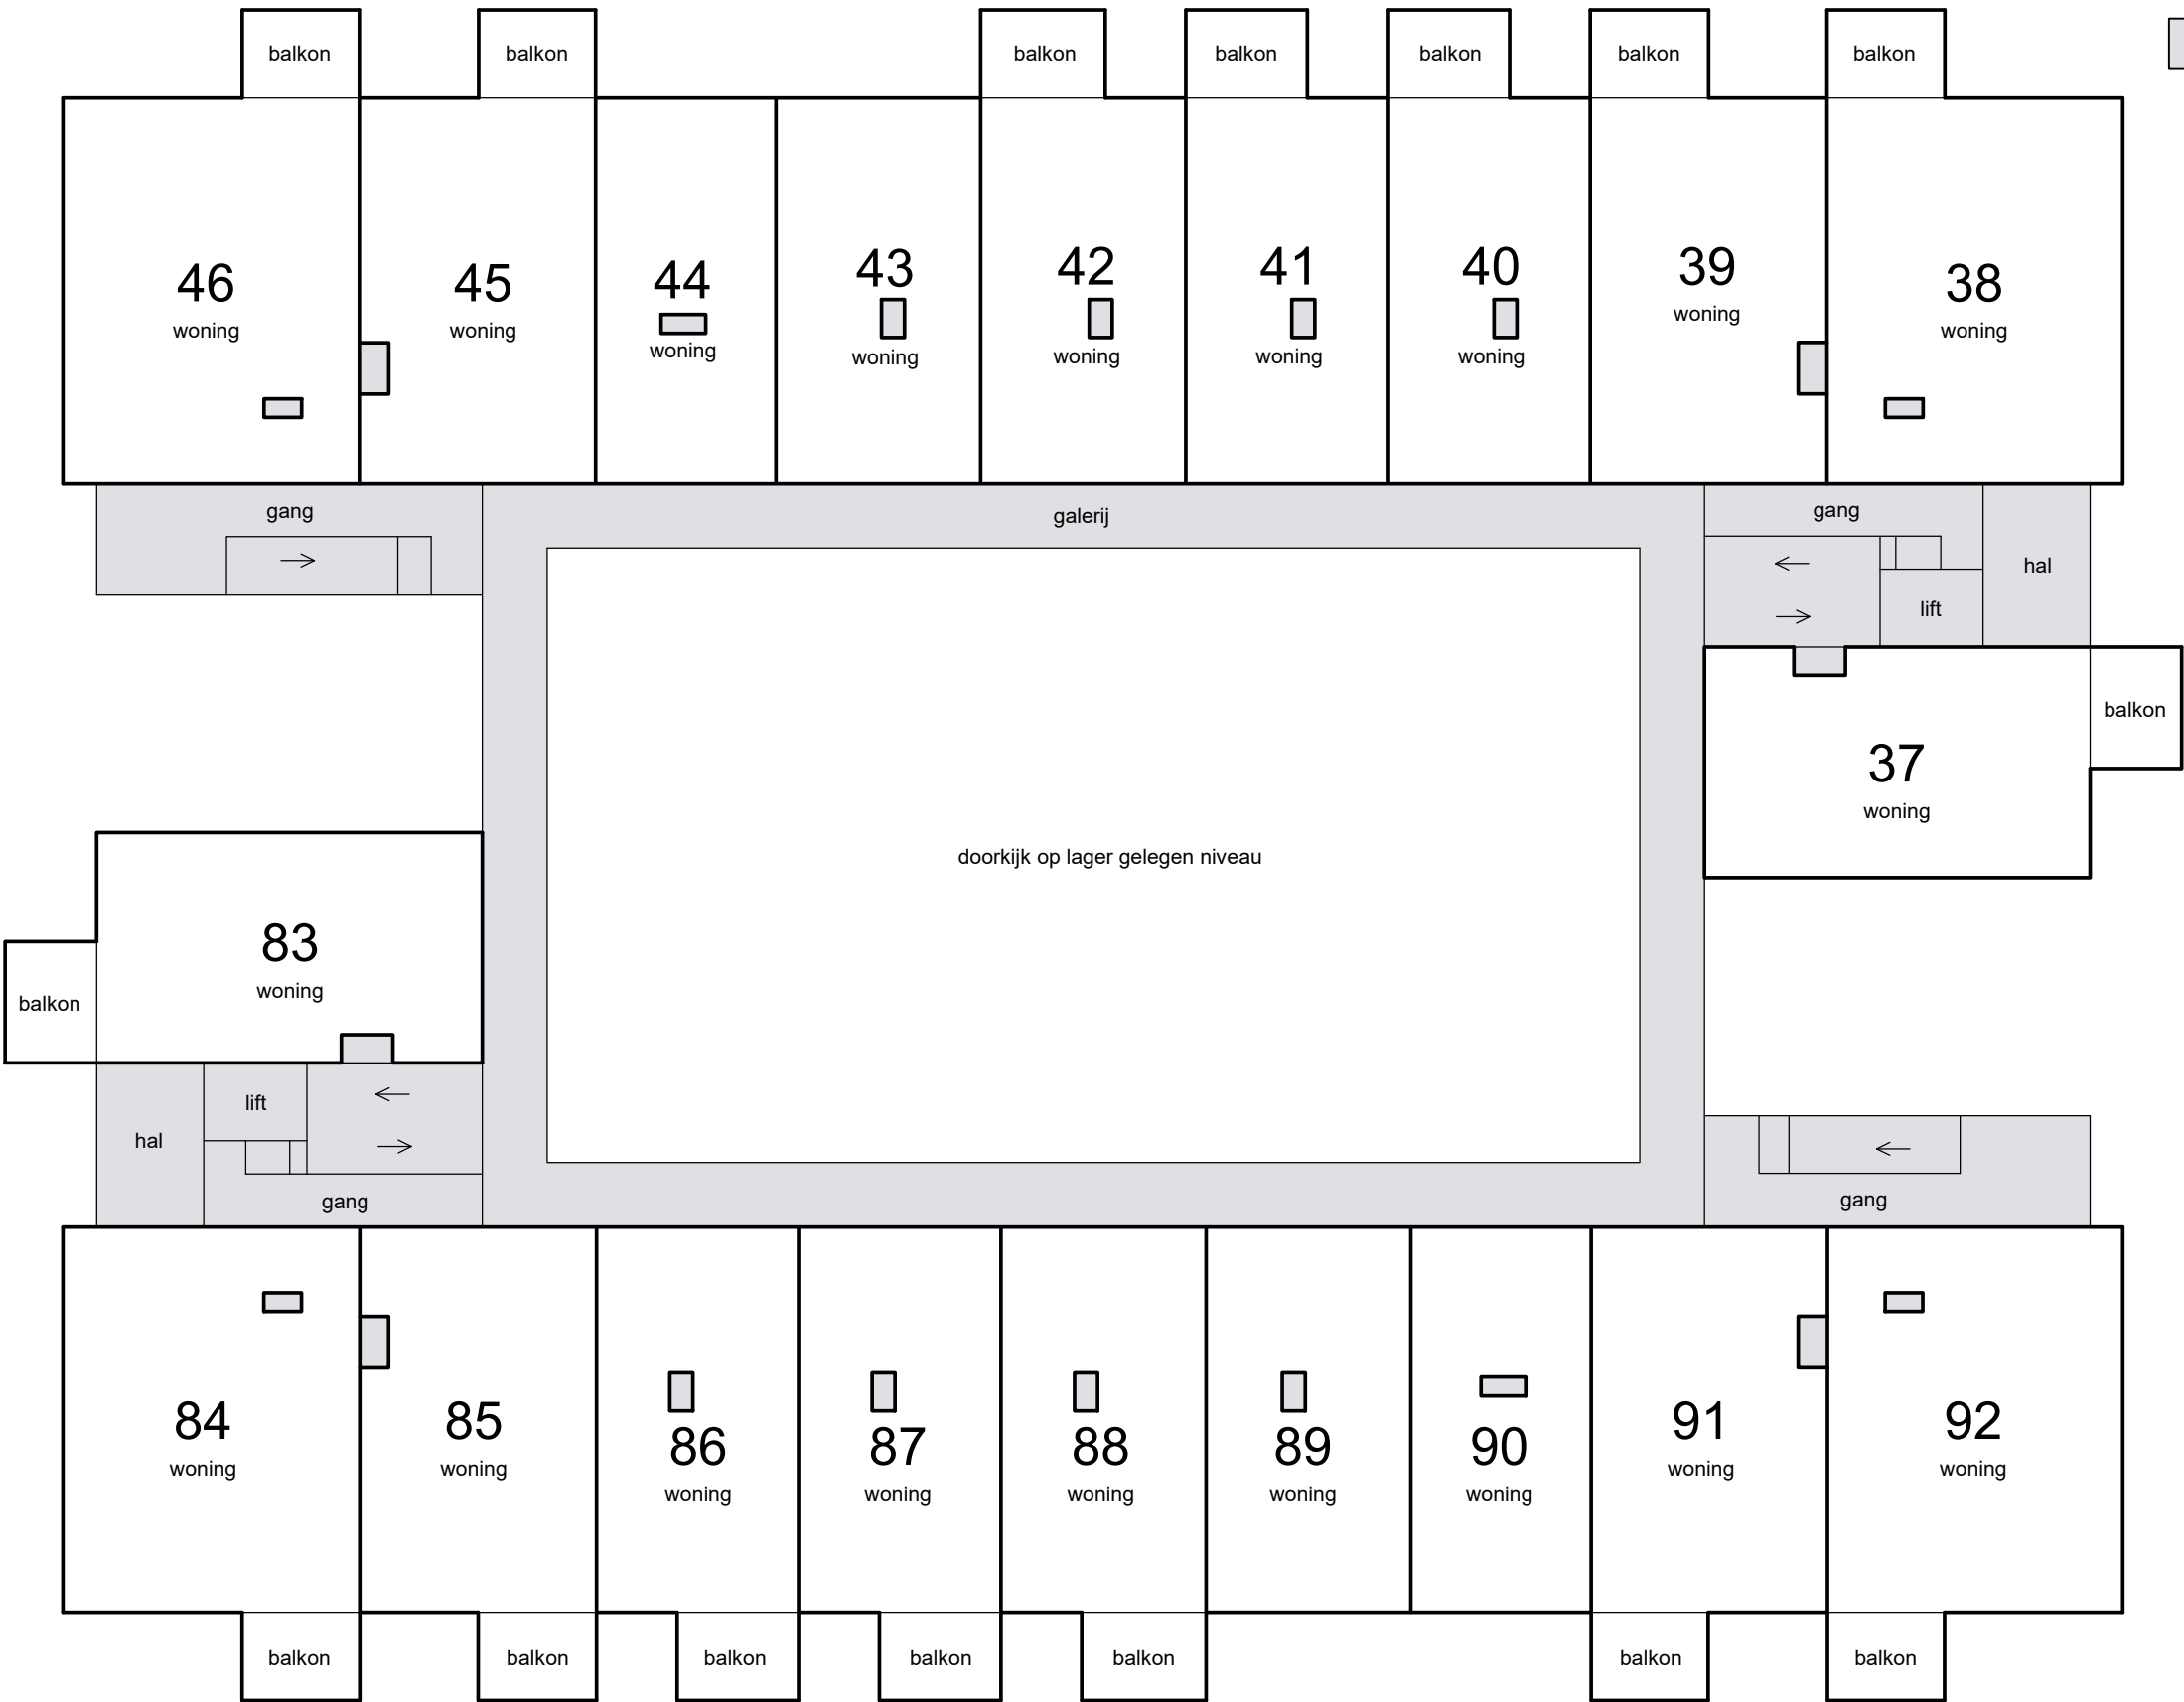 balkon
balkon
balkon
balkon
balkon
balkon
balkon
46
woning
45
woning
44
woning
43
woning
42
woning
41
woning
40
woning
39
woning
38
woning
gang
galerij
gang
hal
lift
balkon
37
woning
doorkijk op lager gelegen niveau
83
woning
balkon
lift
hal
gang
gang
84
woning
85
woning
86
woning
87
woning
88
woning
89
woning
90
woning
91
woning
92
woning
balkon
balkon
balkon
balkon
balkon
balkon
balkon